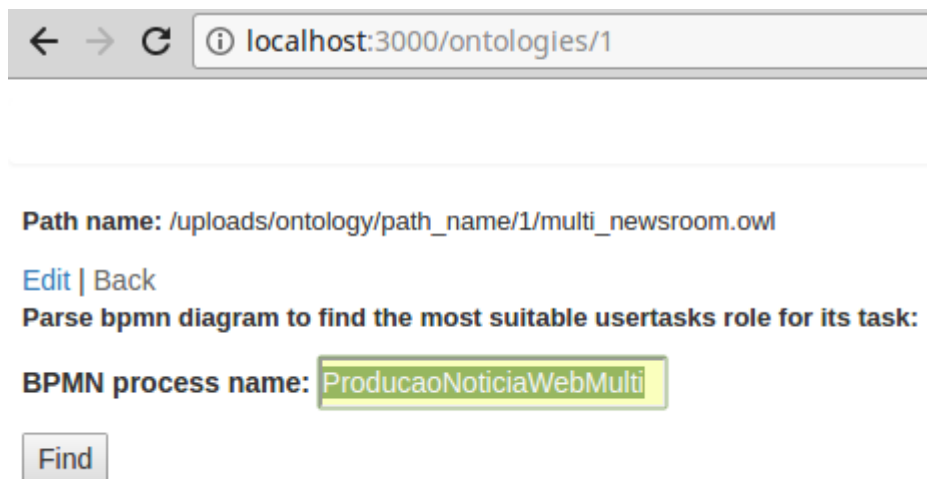 localhost:3000/ontologies/1
Path name: /uploads/ontology/path_name/1/multi_newsroom.owl
Edit | Back
Parse bpmn diagram to find the most suitable usertasks role for its task:
BPMN process name: ProducaoNoticiaWebMulti
Find